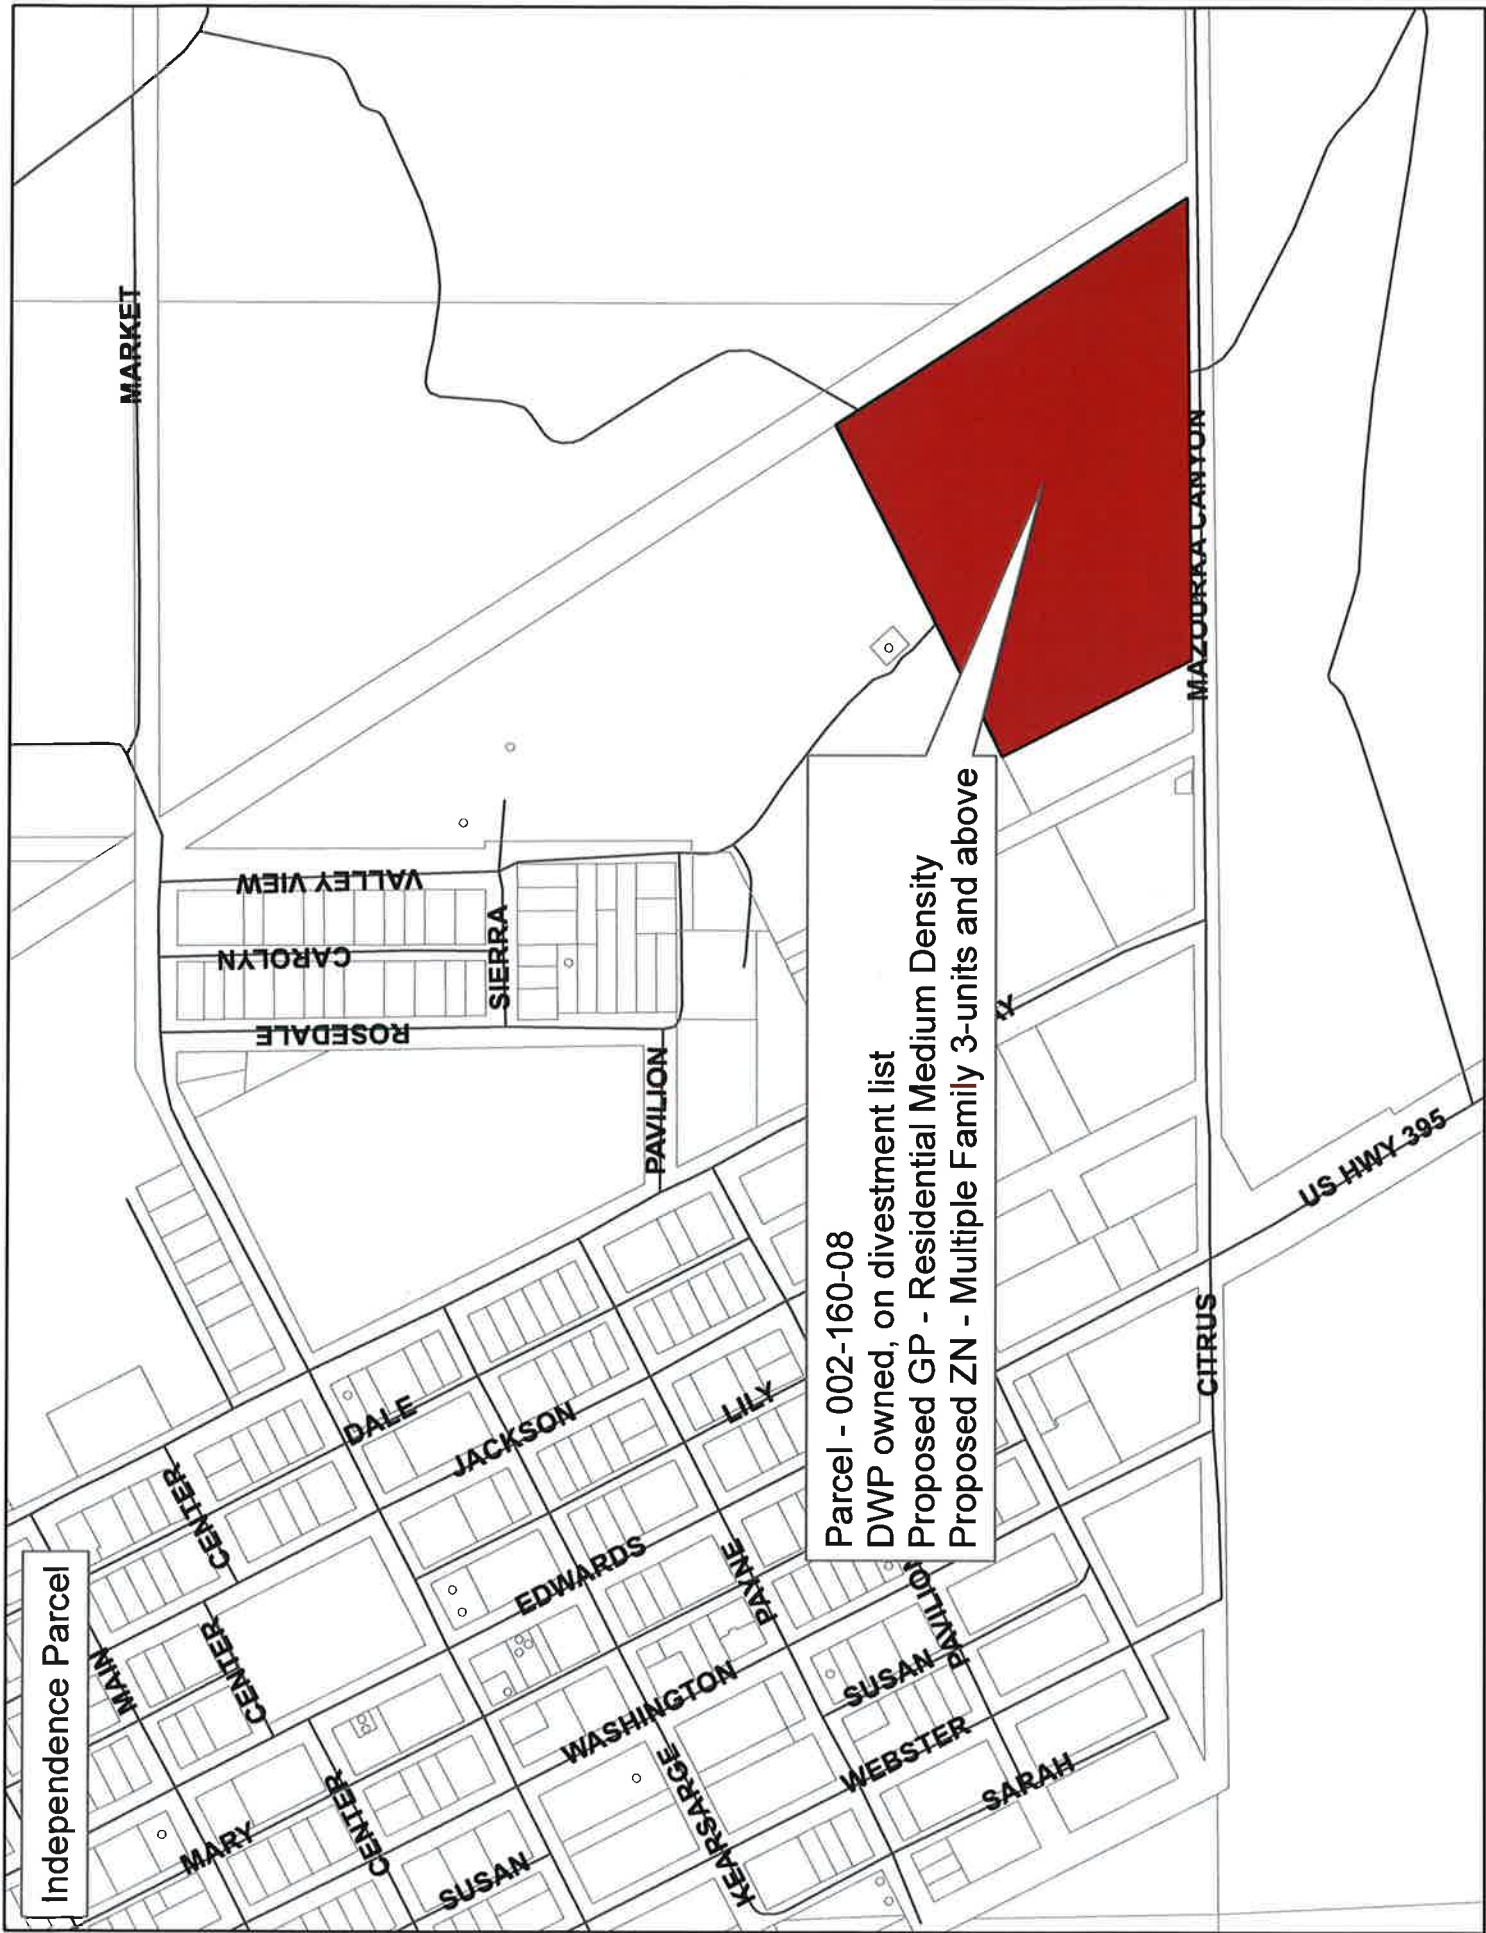 Independence Parcel
MARKET
VALLEY VIEW
CAROLYN
ROSEDALE
SIERRA
PAVILION
MAZOURKA CANYON
Parcel - 002-160-08
DWP owned, on divestment list
Proposed GP - Residential Medium Density
Proposed ZN - Multiple Family 3-units and above
US HWY 395
CITRUS
DALE
JACKSON
LILY
CENTER
CENTER
MAIN
CENTER
EDWARDS
PAYNE
PAVILION
MARY
CENTER
WASHINGTON
SUSAN
SUSAN
KEARSARGE
WEBSTER
SARAH